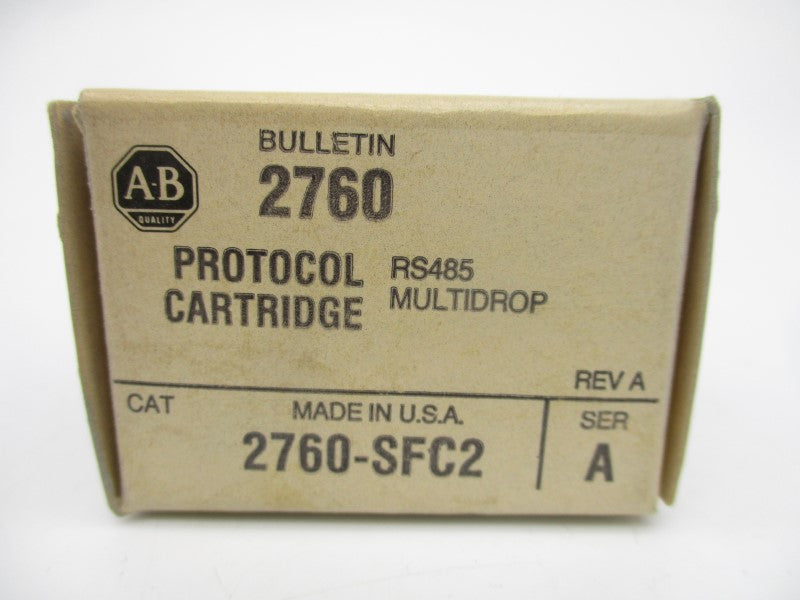 A-B
QUALITY
BULLETIN
2760
PROTOCOL
CARTRIDGE
RS485
MULTIDROP
REV A
CAT
MADE IN U.S.A.
2760-SFC2
SER
A